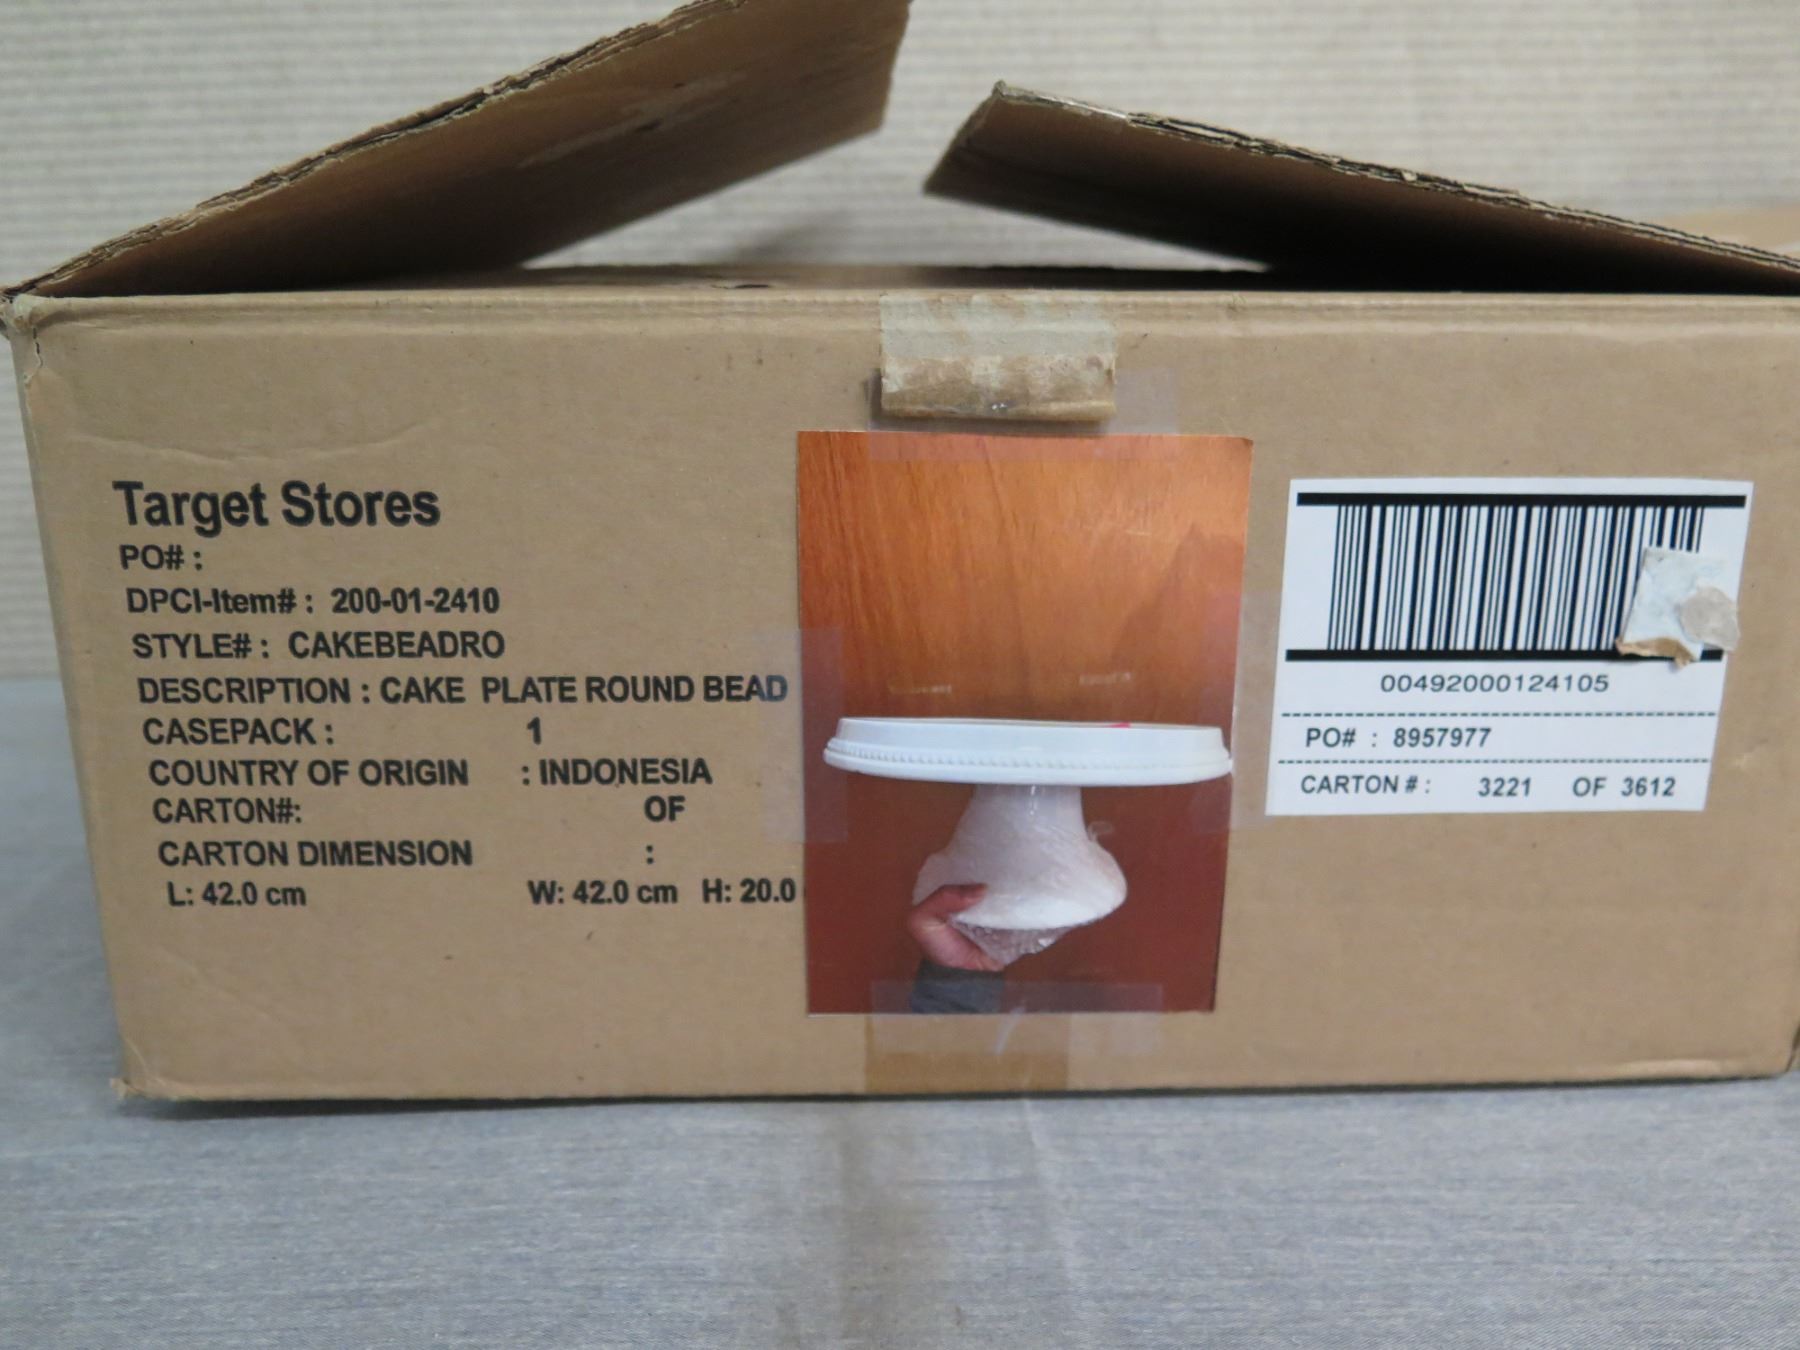 Target Stores
PO# :
DPCI-Item# : 200-01-2410
STYLE# : CAKEBEADRO
DESCRIPTION : CAKE PLATE ROUND BEAD
CASEPACK : 1
COUNTRY OF ORIGIN : INDONESIA
CARTON#: OF
CARTON DIMENSION :
L: 42.0 cm W: 42.0 cm H: 20.0
00492000124105
PO# : 8957977
CARTON # : 3221 OF 3612